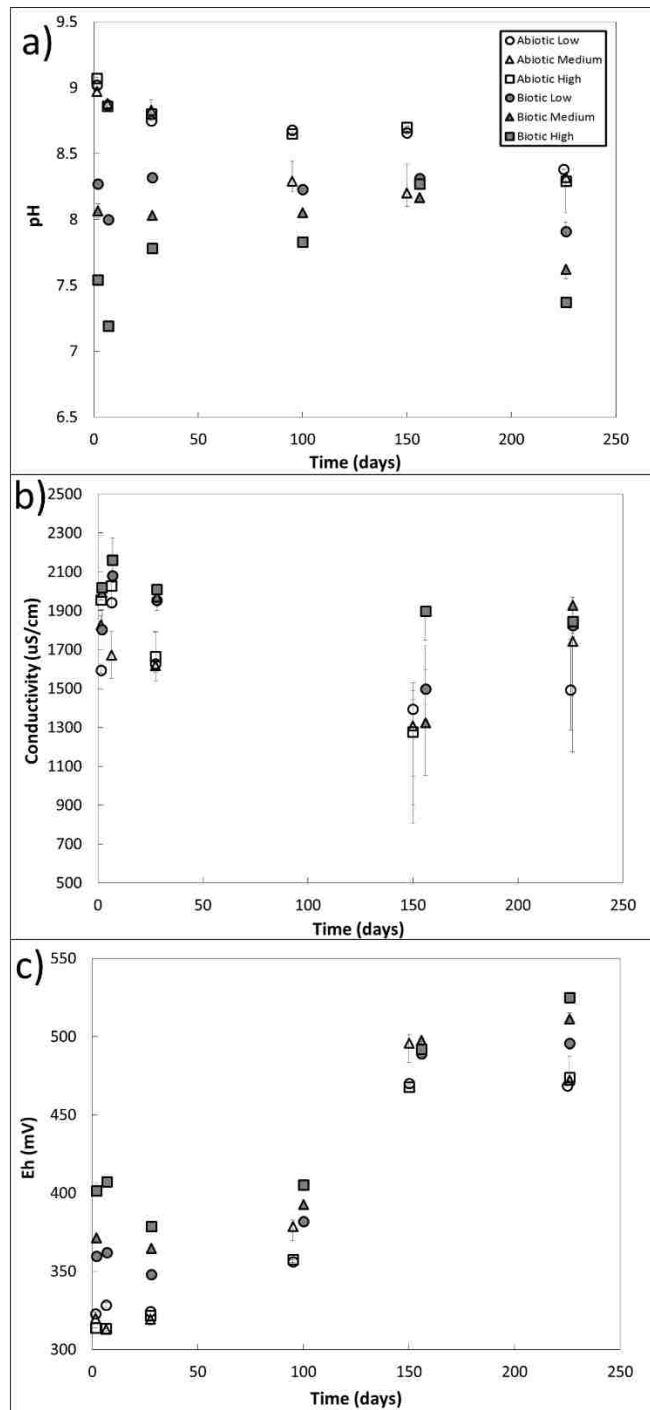 a)
9.5
9
8.5
8
7.5
7
6.5
pH
0 50 100 150 200 250
Time (days)
Abiotic Low
Abiotic Medium
Abiotic High
Biotic Low
Biotic Medium
Biotic High
b)
2500
2300
2100
1900
1700
1500
1300
1100
900
700
500
Conductivity (uS/cm)
0 50 100 150 200 250
Time (days)
c)
550
500
450
400
350
300
Eh (mV)
0 50 100 150 200 250
Time (days)